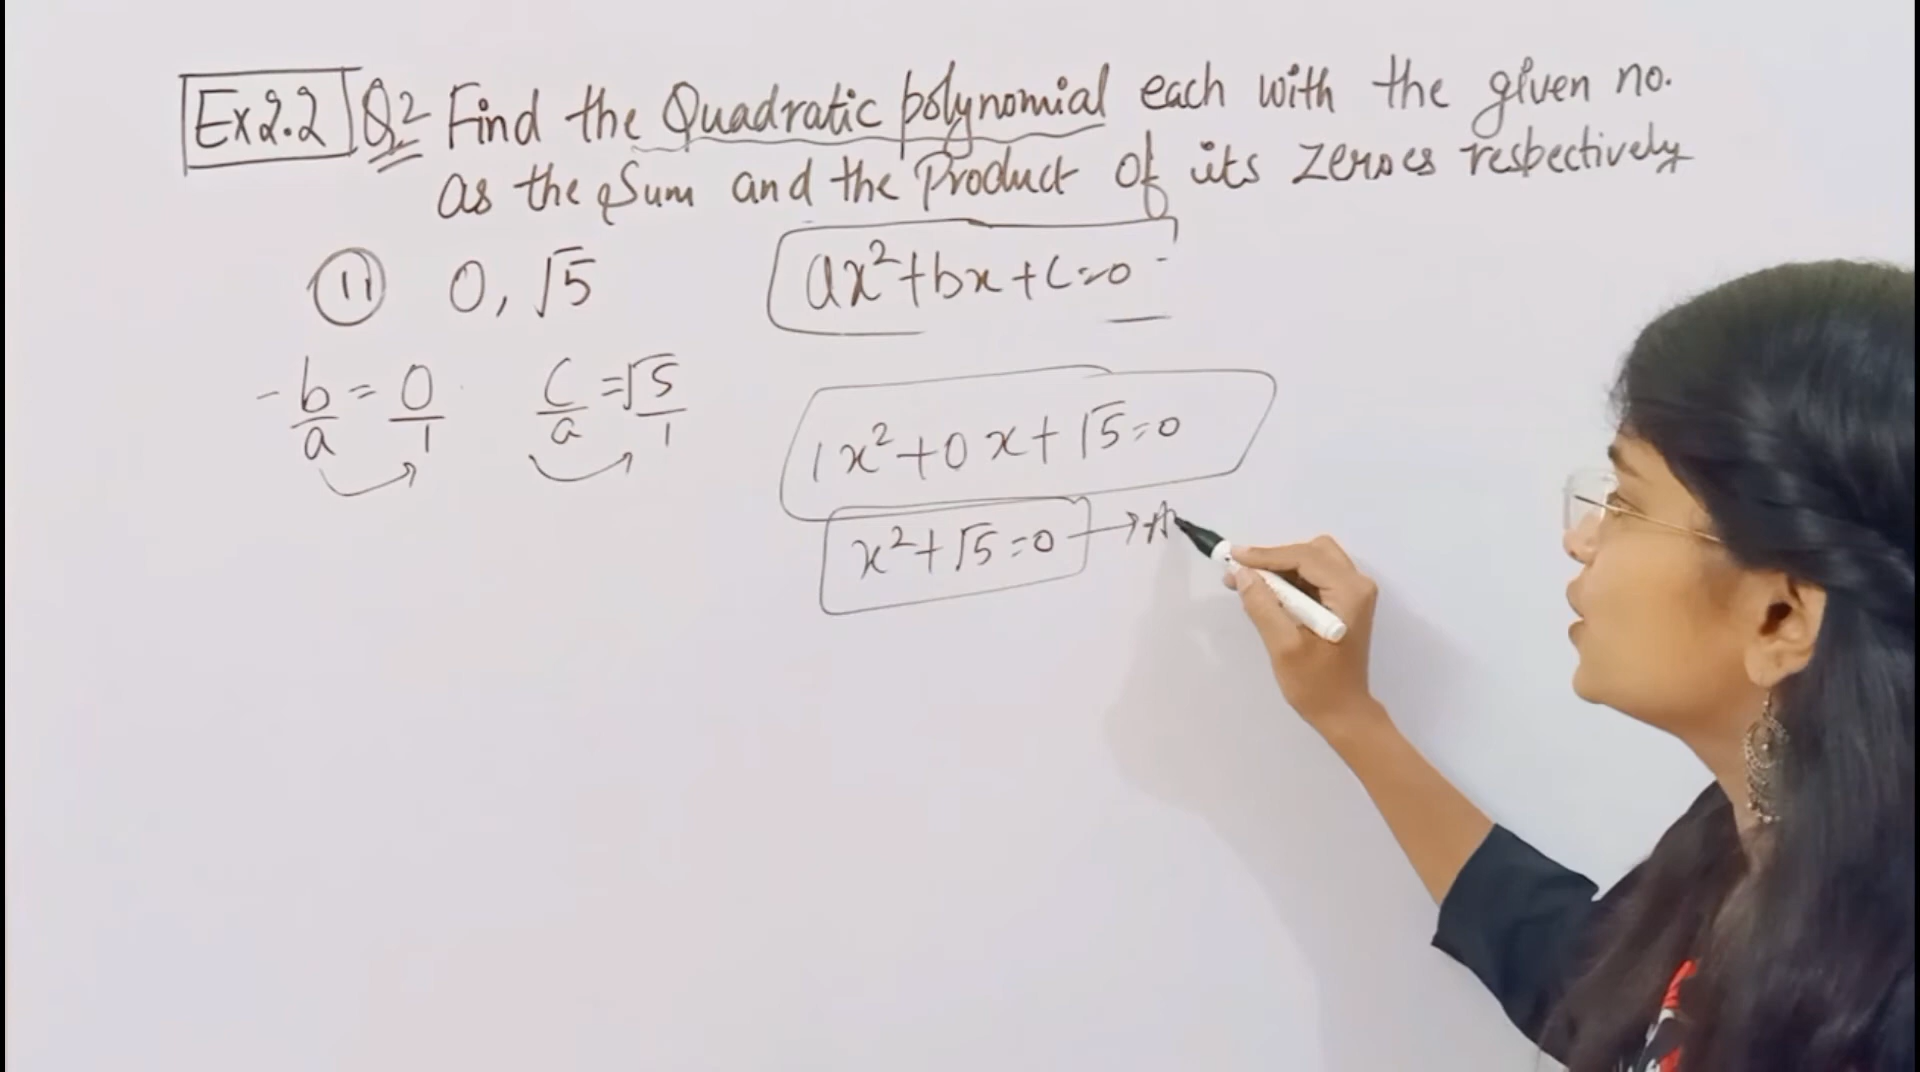 Ex 2.2 Q2 Find the Quadratic polynomial each with the given no.
as the Sum and the Product of its zeroes respectively
(ii) 0, √5
ax² + bx + c = 0
-b/a = 0/1
c/a = √5/1
1x² + 0x + √5 = 0
x² + √5 = 0 → A